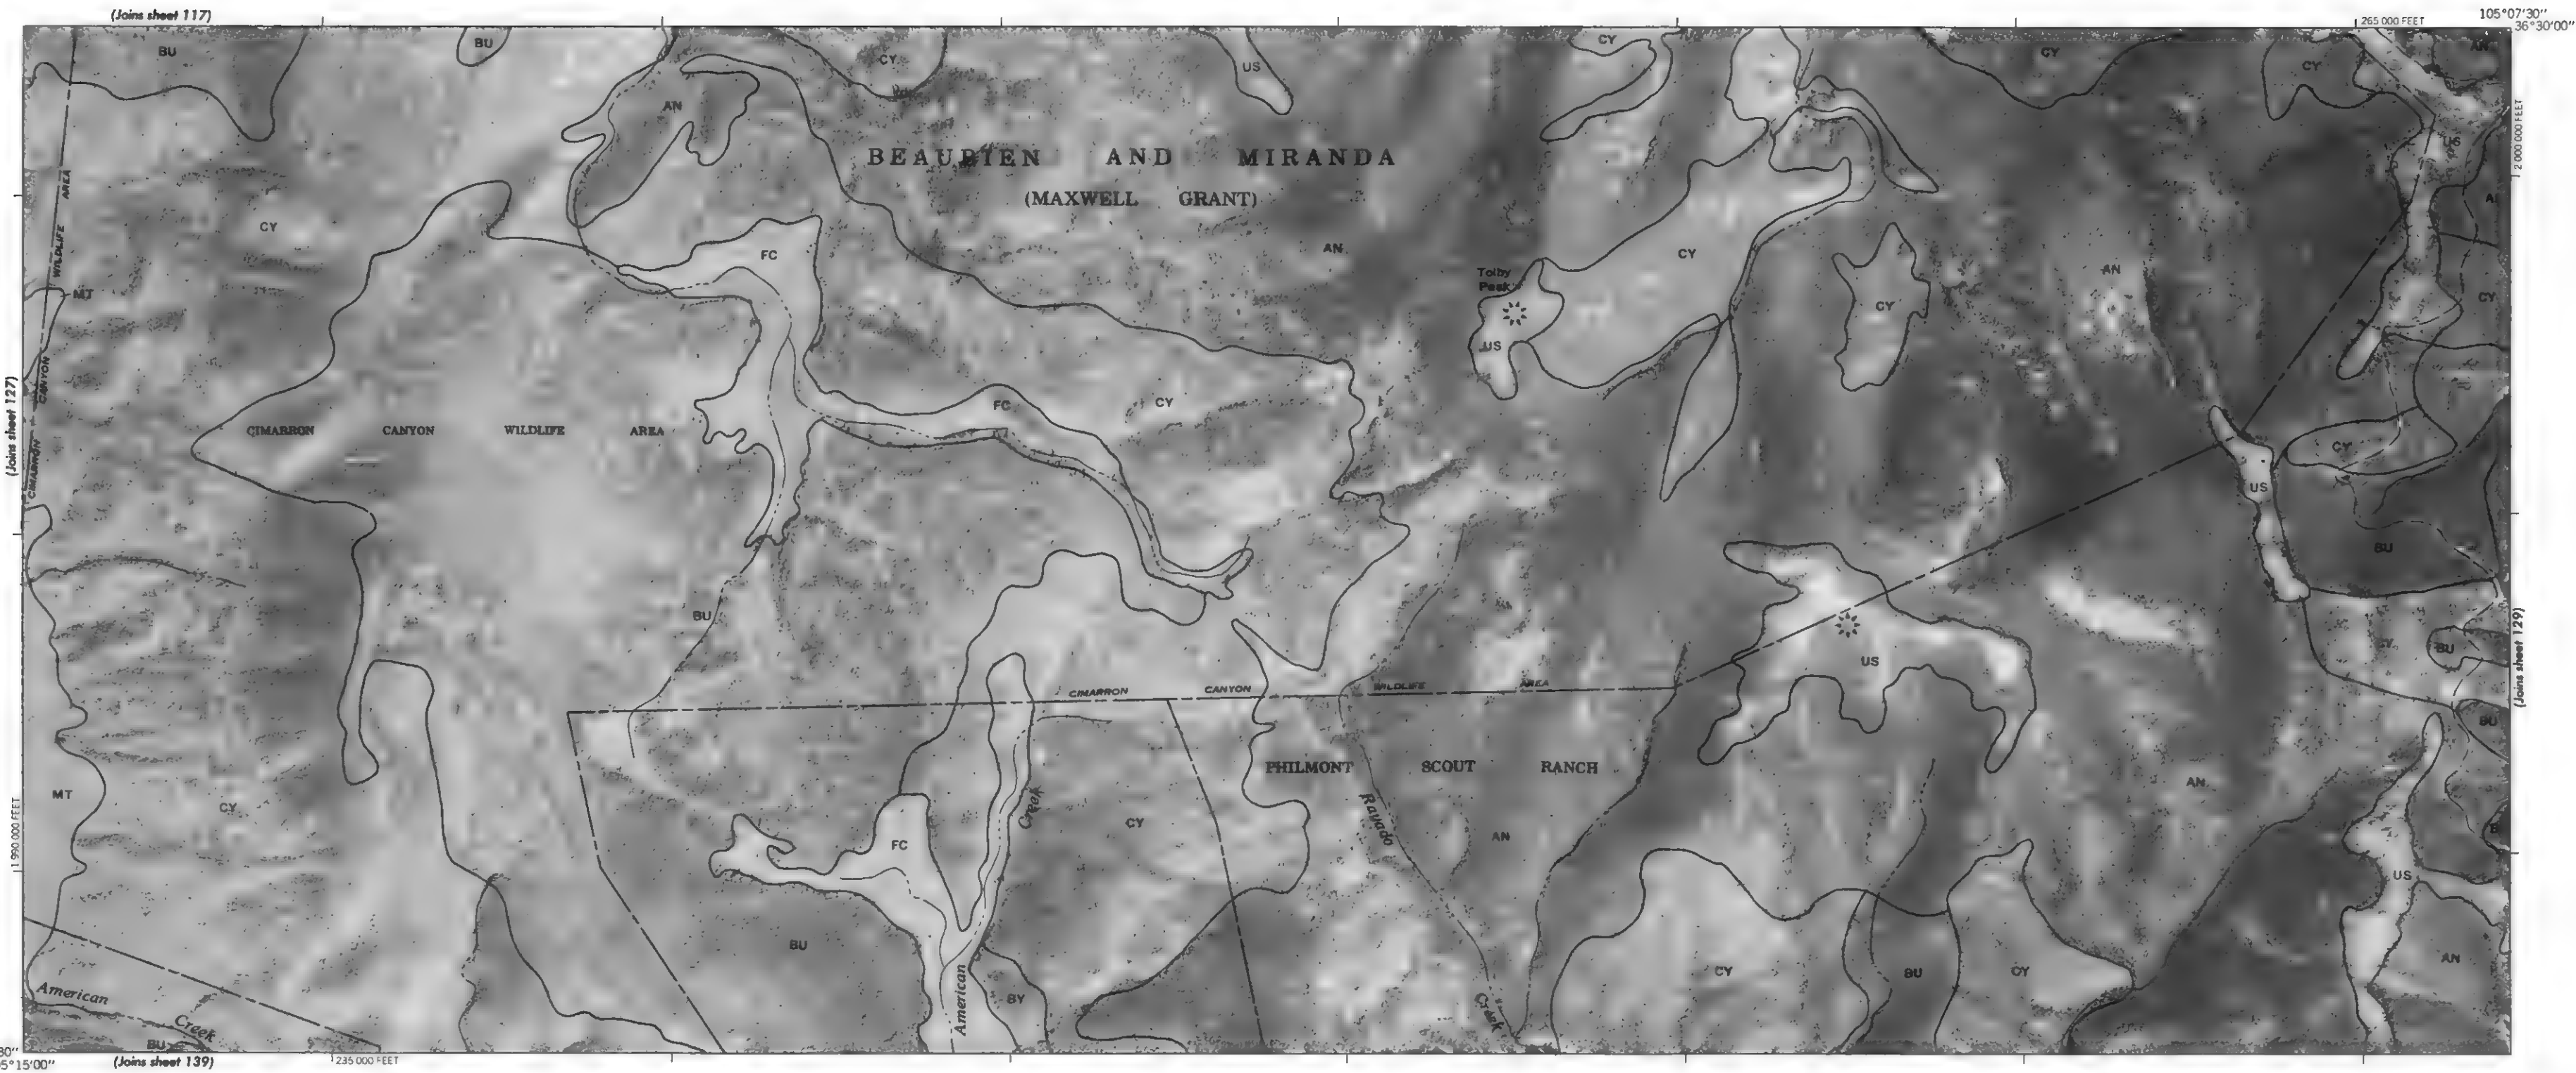 (Joins sheet 117)
265 000 FEET
105°07'30"
36°30'00"
BU
BU
CY
US
CY
CY
CY
AN
AN
2 000 000 FEET
US
BEAUBIEN AND MIRANDA
(MAXWELL GRANT)
CIMARRON CANYON WILDLIFE AREA
CY
FC
AN
CY
AN
Tolby
Peak
MT
CY
CY
US
(Joins sheet 127)
CIMARRON CANYON WILDLIFE AREA
FC
CY
CY
US
BU
BU
CY
BU
US
(Joins sheet 129)
CIMARRON CANYON WILDLIFE AREA
BU
PHILMONT SCOUT RANCH
MT
CY
1 990 000 FEET
Creek
CY
Rayado
AN
AN
FC
US
BU
AN
CY
BU
CY
BY
American
Creek
American
Creek
BU
30"
5°15'00"
(Joins sheet 139)
235 000 FEET